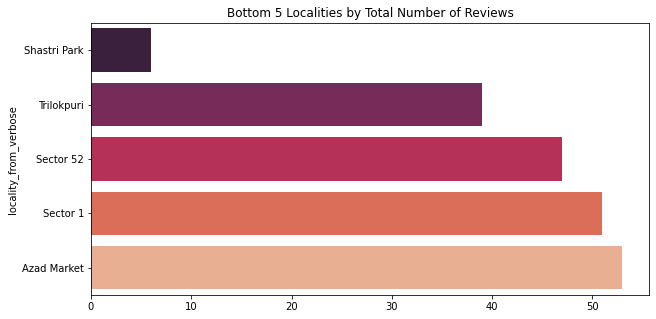 Bottom 5 Localities by Total Number of Reviews
locality_from_verbose
Shastri Park
Trilokpuri
Sector 52
Sector 1
Azad Market
0 10 20 30 40 50